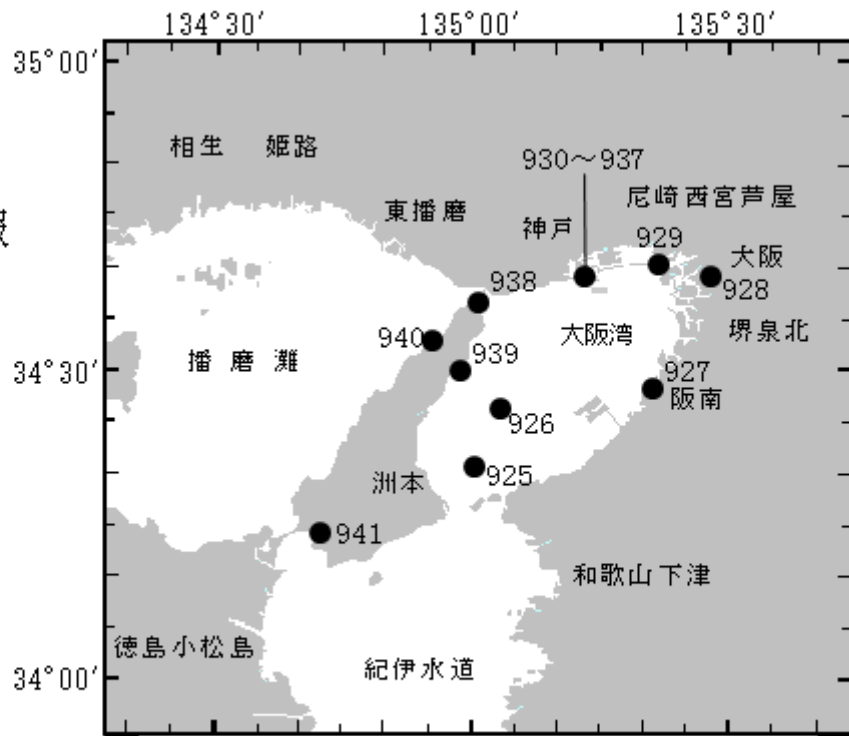 134°30′ 135°00′ 135°30′
35°00′
相生 姫路
930～937
尼崎西宮芦屋
東播磨
神戸
929
大阪
938
928
940
大阪湾
堺泉北
播磨灘
939
34°30′
927
阪南
926
洲本
925
941
和歌山下津
徳島小松島
紀伊水道
34°00′